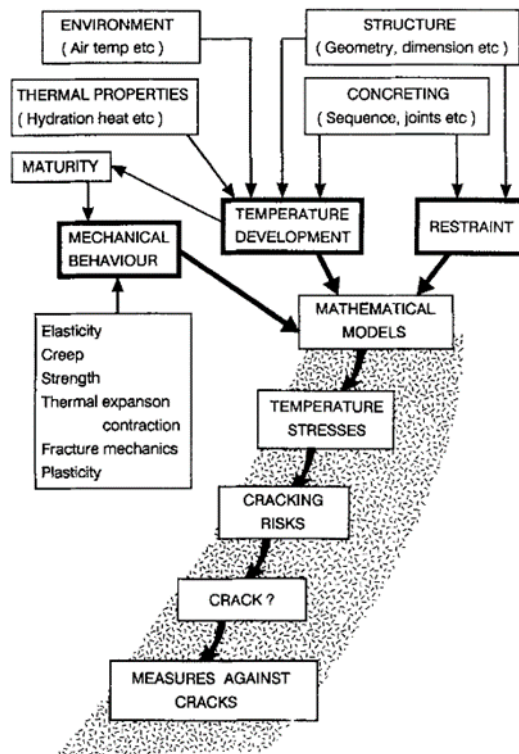 ENVIRONMENT
( Air temp etc )
STRUCTURE
( Geometry, dimension etc )
THERMAL PROPERTIES
( Hydration heat etc )
CONCRETING
( Sequence, joints etc )
MATURITY
TEMPERATURE
DEVELOPMENT
RESTRAINT
MECHANICAL
BEHAVIOUR
MATHEMATICAL
MODELS
Elasticity
Creep
Strength
Thermal expanson
contraction
Fracture mechanics
Plasticity
TEMPERATURE
STRESSES
CRACKING
RISKS
CRACK ?
MEASURES AGAINST
CRACKS